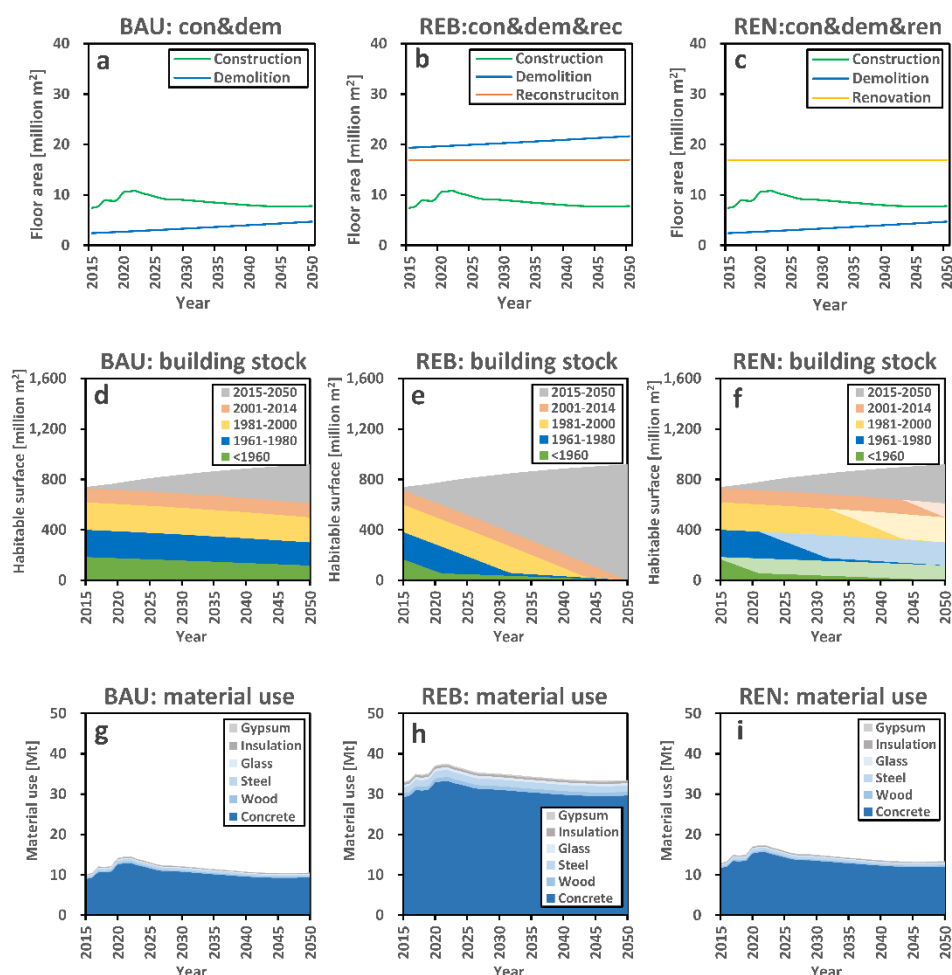 BAU: con&dem
REB:con&dem&rec
REN:con&dem&ren
a
Construction
Demolition
b
Construction
Demolition
Reconstruciton
c
Construction
Demolition
Renovation
Floor area [million m²]
40
30
20
10
0
2015
2020
2025
2030
2035
2040
2045
2050
Year
Floor area [million m²]
40
30
20
10
0
2015
2020
2025
2030
2035
2040
2045
2050
Year
Floor area [million m²]
40
30
20
10
0
2015
2020
2025
2030
2035
2040
2045
2050
Year
BAU: building stock
REB: building stock
REN: building stock
d
2015-2050
2001-2014
1981-2000
1961-1980
<1960
e
2015-2050
2001-2014
1981-2000
1961-1980
<1960
f
2015-2050
2001-2014
1981-2000
1961-1980
<1960
Habitable surface [million m²]
1,600
1,200
800
400
0
2015
2020
2025
2030
2035
2040
2045
2050
Year
Habitable surface [million m²]
1,600
1,200
800
400
0
2015
2020
2025
2030
2035
2040
2045
2050
Year
Habitable surface [million m²]
1,600
1,200
800
400
0
2015
2020
2025
2030
2035
2040
2045
2050
Year
BAU: material use
REB: material use
REN: material use
g
Gypsum
Insulation
Glass
Steel
Wood
Concrete
h
Gypsum
Insulation
Glass
Steel
Wood
Concrete
i
Gypsum
Insulation
Glass
Steel
Wood
Concrete
Material use [Mt]
50
40
30
20
10
0
2015
2020
2025
2030
2035
2040
2045
2050
Year
Material use [Mt]
50
40
30
20
10
0
2015
2020
2025
2030
2035
2040
2045
2050
Year
Material use [Mt]
50
40
30
20
10
0
2015
2020
2025
2030
2035
2040
2045
2050
Year